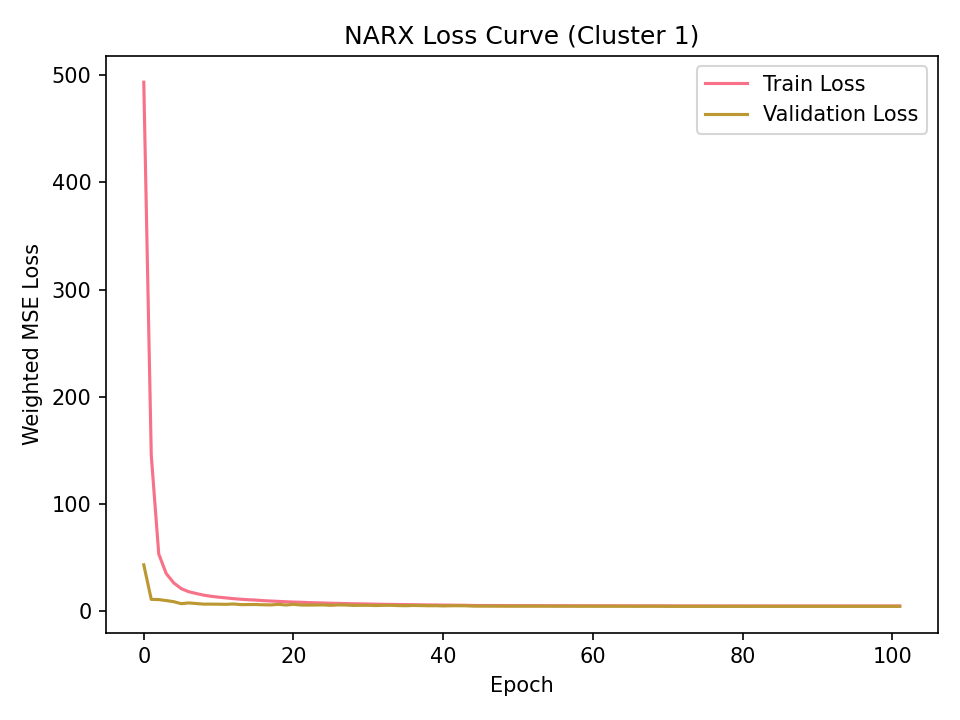 NARX Loss Curve (Cluster 1)
Train Loss
Validation Loss
Weighted MSE Loss
500
400
300
200
100
0
0 20 40 60 80 100
Epoch